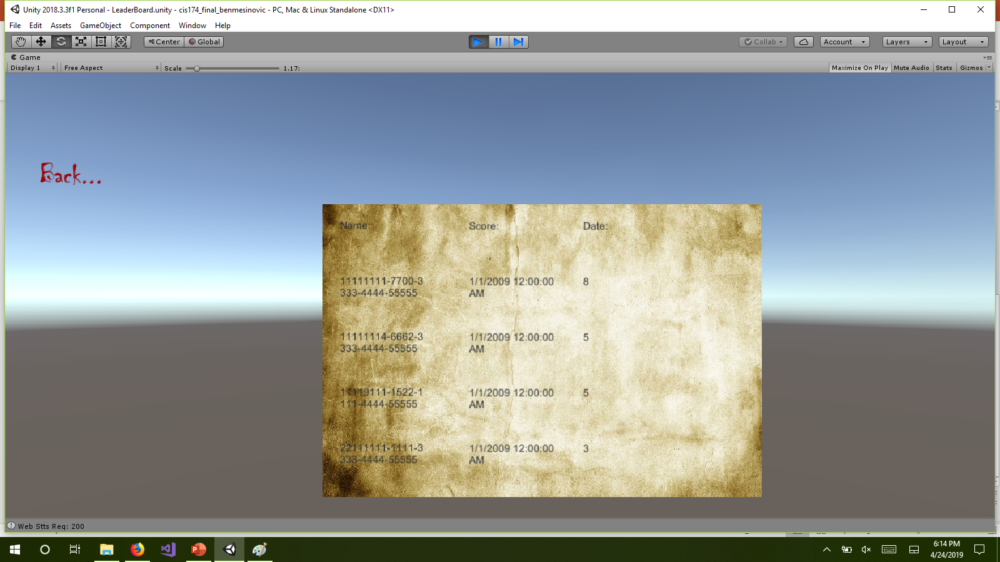 Unity 2018.3.3f1 Personal - LeaderBoard.unity - cis174_final_benmesinovic - PC, Mac & Linux Standalone <DX11>
File Edit Assets GameObject Component Window Help
Center Global Collab Account Layers Layout
Game
Display 1 Free Aspect Scale 1.17: Maximize On Play Mute Audio Stats Gizmos
Back...
Name: Score: Date:
11111111-7700-3 1/1/2009 12:00:00 8
333-4444-55555 AM
11111114-6662-3 1/1/2009 12:00:00 5
333-4444-55555 AM
11119111-1522-1 1/1/2009 12:00:00 5
111-4444-55555 AM
22111111-1111-3 1/1/2009 12:00:00 3
333-4444-55555 AM
Web Stts Req: 200
6:14 PM
4/24/2019